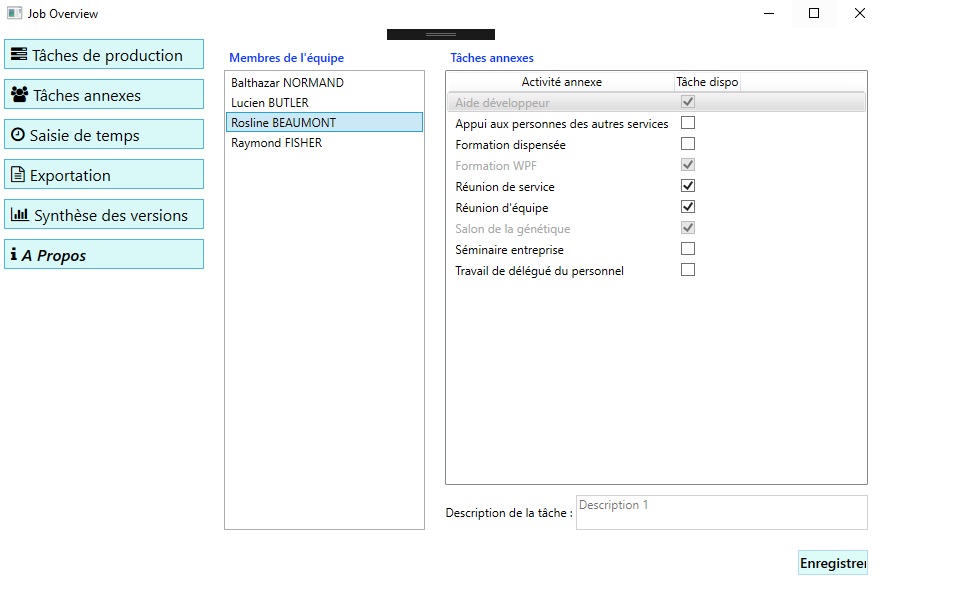 Job Overview
Tâches de production
Tâches annexes
Saisie de temps
Exportation
Synthèse des versions
A Propos
Membres de l'équipe
Balthazar NORMAND
Lucien BUTLER
Rosline BEAUMONT
Raymond FISHER
Tâches annexes
Activité annexe Tâche dispo
Aide développeur
Appui aux personnes des autres services
Formation dispensée
Formation WPF
Réunion de service
Réunion d'équipe
Salon de la génétique
Séminaire entreprise
Travail de délégué du personnel
Description de la tâche : Description 1
Enregistrer